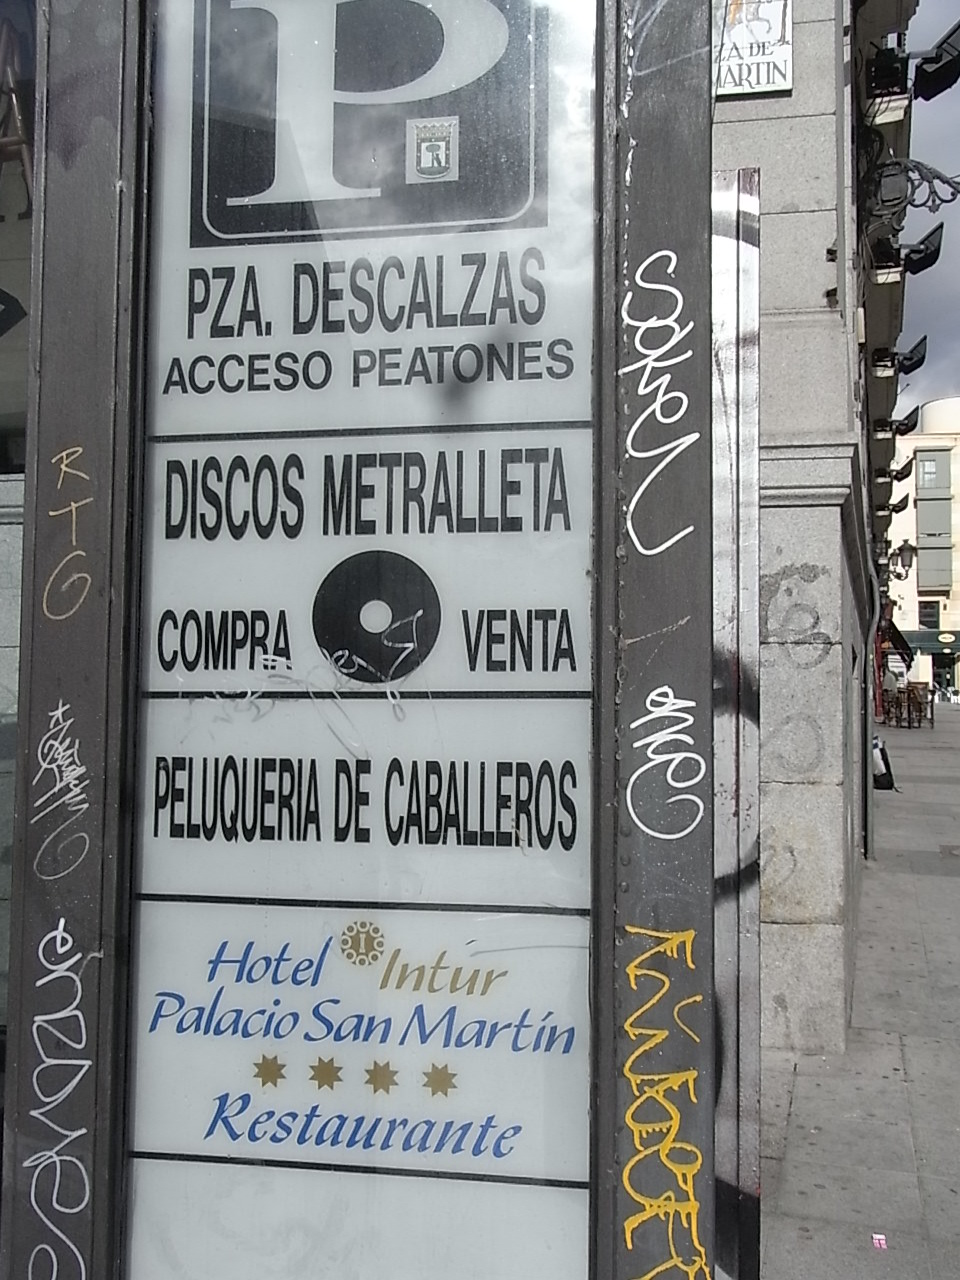 P
PZA. DESCALZAS
ACCESO PEATONES
DISCOS METRALLETA
COMPRA VENTA
PELUQUERIA DE CABALLEROS
Hotel Intur
Palacio San Martín
Restaurante
ZA DE
MARTIN
RTG